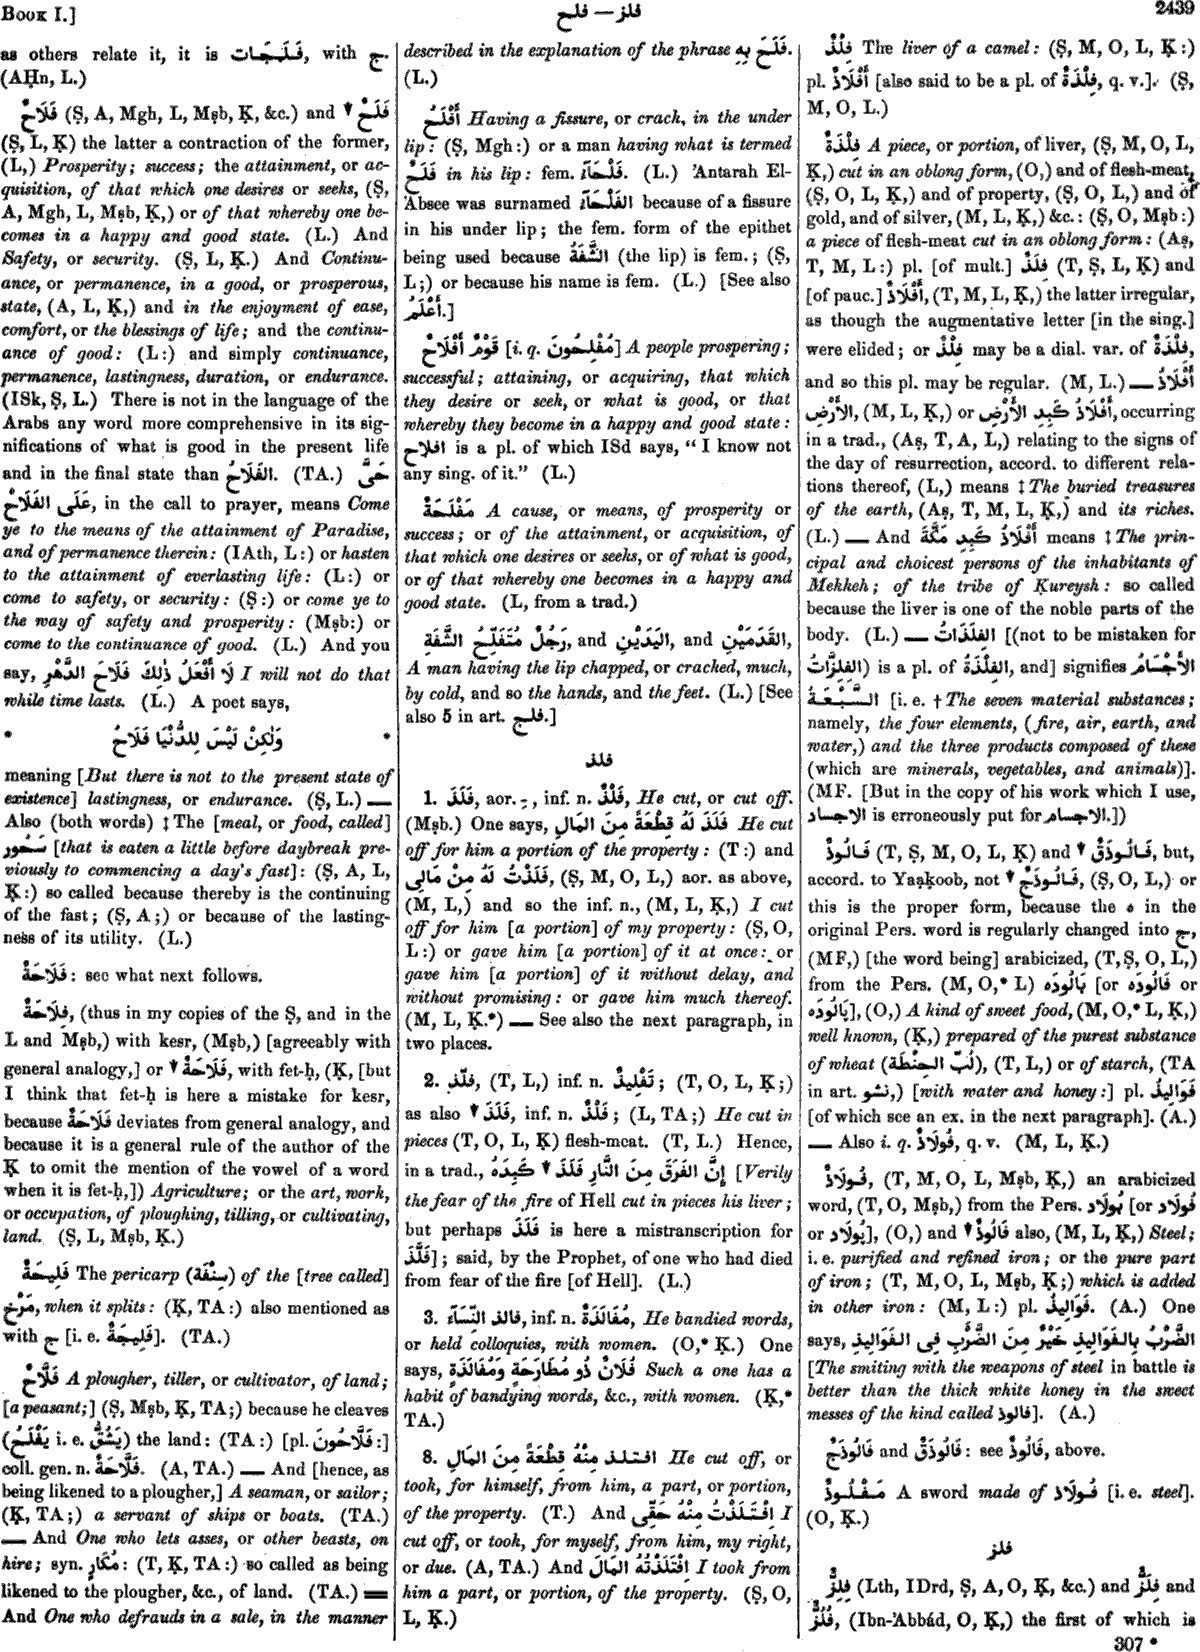 BOOK I.]
فلح — فلز
2439
as others relate it, it is فَلَجَات, with ج.
(AḤn, L.)
فَلَاحٌ (Ṣ, A, Mgh, L, Mṣb, Ḳ, &c.) and ▼ فَلَحٌ
(Ṣ, L, Ḳ) the latter a contraction of the former,
(L,) Prosperity; success; the attainment, or ac-
quisition, of that which one desires or seeks, (Ṣ,
A, Mgh, L, Mṣb, Ḳ,) or of that whereby one be-
comes in a happy and good state. (L.) And
Safety, or security. (Ṣ, L, Ḳ.) And Continu-
ance, or permanence, in a good, or prosperous,
state, (A, L, Ḳ,) and in the enjoyment of ease,
comfort, or the blessings of life; and the continu-
ance of good: (L:) and simply continuance,
permanence, lastingness, duration, or endurance.
(ISk, Ṣ, L.) There is not in the language of the
Arabs any word more comprehensive in its sig-
nifications of what is good in the present life
and in the final state than الفَلَاحُ. (TA.) حَىَّ
عَلَى الفَلَاحْ, in the call to prayer, means Come
ye to the means of the attainment of Paradise,
and of permanence therein: (IAth, L:) or hasten
to the attainment of everlasting life: (L:) or
come to safety, or security: (Ṣ:) or come ye to
the way of safety and prosperity: (Mṣb:) or
come to the continuance of good. (L.) And you
say, لَا أَفْعَلُ ذٰلِكَ فَلَاحَ الدَّهْرِ I will not do that
while time lasts. (L.) A poet says,
* وَلٰكِنْ لَيْسَ لِلدُّنْيَا فَلَاحُ *
meaning [But there is not to the present state of
existence] lastingness, or endurance. (Ṣ, L.) —
Also (both words) ‡ The [meal, or food, called]
سَحُور [that is eaten a little before daybreak pre-
viously to commencing a day's fast]: (Ṣ, A, L,
Ḳ:) so called because thereby is the continuing
of the fast; (Ṣ, A;) or because of the lasting-
ness of its utility. (L.)
فَلَاحَةٌ: see what next follows.
فِلَاحَةٌ, (thus in my copies of the Ṣ, and in the
L and Mṣb,) with kesr, (Mṣb,) [agreeably with
general analogy,] or ▼ فَلَاحَةٌ, with fet-ḥ, (Ḳ, [but
I think that fet-ḥ is here a mistake for kesr,
because فَلَاحَةٌ deviates from general analogy, and
because it is a general rule of the author of the
Ḳ to omit the mention of the vowel of a word
when it is fet-ḥ,]) Agriculture; or the art, work,
or occupation, of ploughing, tilling, or cultivating,
land. (Ṣ, L, Mṣb, Ḳ.)
فَلِيحَةٌ The pericarp (سِنْفَة) of the [tree called]
مَرْخ, when it splits: (Ḳ, TA:) also mentioned as
with ج [i. e. فَلِيجَةٌ]. (TA.)
فَلَّاحٌ A plougher, tiller, or cultivator, of land;
[a peasant;] (Ṣ, Mṣb, Ḳ, TA;) because he cleaves
(يَفْلَحُ i. e. يَشُقُّ) the land: (TA:) [pl. فَلَّاحُونَ:]
coll. gen. n. فَلَّاحَةٌ. (A, TA.) — And [hence, as
being likened to a plougher,] A seaman, or sailor;
(Ḳ, TA;) a servant of ships or boats. (TA.)
— And One who lets asses, or other beasts, on
hire; syn. مُكَارٍ: (T, Ḳ, TA:) so called as being
likened to the plougher, &c., of land. (TA.) ＝
And One who defrauds in a sale, in the manner
described in the explanation of the phrase فَلَحَ بِهِ.
(L.)
أَفْلَحُ Having a fissure, or crack, in the under
lip: (Ṣ, Mgh:) or a man having what is termed
فَلَحٌ in his lip: fem. فَلْحَآءُ. (L.) 'Antarah El-
'Absee was surnamed الفَلْحَآءُ because of a fissure
in his under lip; the fem. form of the epithet
being used because الشَّفَةُ (the lip) is fem.; (Ṣ,
L;) or because his name is fem. (L.) [See also
أَعْلَمُ.]
قَوْمٌ أَفْلَاحٌ [i. q. مُفْلِحُونَ] A people prospering;
successful; attaining, or acquiring, that which
they desire or seek, or what is good, or that
whereby they become in a happy and good state:
افلاح is a pl. of which ISd says, “I know not
any sing. of it.” (L.)
مَفْلَحَةٌ A cause, or means, of prosperity or
success; or of the attainment, or acquisition, of
that which one desires or seeks, or of what is good,
or of that whereby one becomes in a happy and
good state. (L, from a trad.)
رَجُلٌ مُتَفَلِّحُ الشَّفَةِ, and اليَدَيْنِ, and القَدَمَيْنِ,
A man having the lip chapped, or cracked, much,
by cold, and so the hands, and the feet. (L.) [See
also 5 in art. فلج.]
فلذ
1. فَلَذَ, aor. ـِ, inf. n. فَلْذٌ, He cut, or cut off.
(Mṣb.) One says, فَلَذَ لَهُ قِطْعَةً مِنَ المَالِ He cut
off for him a portion of the property: (T:) and
فَلَذْتُ لَهُ مِنْ مَالِى, (Ṣ, M, O, L,) aor. as above,
(M, L,) and so the inf. n., (M, L, Ḳ,) I cut
off for him [a portion] of my property: (Ṣ, O,
L:) or gave him [a portion] of it at once: or
gave him [a portion] of it without delay, and
without promising: or gave him much thereof.
(M, L, Ḳ.*) — See also the next paragraph, in
two places.
2. فلّذ, (T, L,) inf. n. تَفْلِيذٌ; (T, O, L, Ḳ;)
as also ▼ فَلَذَ, inf. n. فَلْذٌ; (L, TA;) He cut in
pieces (T, O, L, Ḳ) flesh-meat. (T, L.) Hence,
in a trad., إِنَّ الفَرَقَ مِنَ النَّارِ فَلَذَ ▼ كَبِدَهُ [Verily
the fear of the fire of Hell cut in pieces his liver;
but perhaps فَلَذَ is here a mistranscription for
فَلَّذَ]; said, by the Prophet, of one who had died
from fear of the fire [of Hell]. (L.)
3. فالذ النِّسَآءَ, inf. n. مُفَالَذَةٌ, He bandied words,
or held colloquies, with women. (O,* Ḳ.) One
says, فُلَانٌ ذُو مُطَارَحَةٍ وَمُفَالَذَةٍ Such a one has a
habit of bandying words, &c., with women. (Ḳ,*
TA.)
8. افتلذ مِنْهُ قِطْعَةً مِنَ المَالِ He cut off, or
took, for himself, from him, a part, or portion,
of the property. (T.) And اِفْتَلَذْتُ مِنْهُ حَقِّى I
cut off, or took, for myself, from him, my right,
or due. (A, TA.) And اِفْتَلَذْتُهُ المَالَ I took from
him a part, or portion, of the property. (Ṣ, O,
L, Ḳ.)
فِلْذٌ The liver of a camel: (Ṣ, M, O, L, Ḳ:)
pl. أَفْلَاذٌ [also said to be a pl. of فِلْذَةٌ, q. v.]. (Ṣ,
M, O, L.)
فِلْذَةٌ A piece, or portion, of liver, (Ṣ, M, O, L,
Ḳ,) cut in an oblong form, (O,) and of flesh-meat,
(Ṣ, O, L, Ḳ,) and of property, (Ṣ, O, L,) and of
gold, and of silver, (M, L, Ḳ,) &c.: (Ṣ, O, Mṣb:)
a piece of flesh-meat cut in an oblong form: (Aṣ,
T, M, L:) pl. [of mult.] فِلَذٌ (T, Ṣ, L, Ḳ) and
[of pauc.] أَفْلَاذٌ, (T, M, L, Ḳ,) the latter irregular,
as though the augmentative letter [in the sing.]
were elided; or فِلْذٌ may be a dial. var. of فِلْذَةٌ,
and so this pl. may be regular. (M, L.) — أَفْلَاذُ
الأَرْضِ, (M, L, Ḳ,) or أَفْلَاذُ كَبِدِ الأَرْضِ, occurring
in a trad., (Aṣ, T, A, L,) relating to the signs of
the day of resurrection, accord. to different rela-
tions thereof, (L,) means ‡ The buried treasures
of the earth, (Aṣ, T, M, L, Ḳ,) and its riches.
(L.) — And أَفْلَاذُ كَبِدِ مَكَّةَ means ‡ The prin-
cipal and choicest persons of the inhabitants of
Mekkeh; of the tribe of Ḳureysh: so called
because the liver is one of the noble parts of the
body. (L.) — الفِلَذَاتُ [(not to be mistaken for
الفِلِزَّاتُ) is a pl. of الفِلْذَةُ, and] signifies الأَجْسَامُ
السَّبْعَةُ [i. e. † The seven material substances;
namely, the four elements, (fire, air, earth, and
water,) and the three products composed of these
(which are minerals, vegetables, and animals)].
(MF. [But in the copy of his work which I use,
الاجساد is erroneously put for الاجسام.])
فَالُوذٌ (T, Ṣ, M, O, L, Ḳ) and ▼ فَالُوذَقٌ, but,
accord. to Yaạḳoob, not ▼ فَالُوذَجٌ, (Ṣ, O, L,) or
this is the proper form, because the ه in the
original Pers. word is regularly changed into ج,
(MF,) [the word being] arabicized, (T, Ṣ, O, L,)
from the Pers. (M, O,* L) پَالُودَه [or فَالُودَه or
پَالُوذَه], (O,) A kind of sweet food, (M, O,* L, Ḳ,)
well known, (Ḳ,) prepared of the purest substance
of wheat (لُبّ الحِنْطَة), (T, L,) or of starch, (TA
in art. نشو,) [with water and honey:] pl. فَوَالِيذُ
[of which see an ex. in the next paragraph]. (A.)
— Also i. q. فُولَاذٌ, q. v. (M, L, Ḳ.)
فُولَاذٌ, (T, M, O, L, Mṣb, Ḳ,) an arabicized
word, (T, O, Mṣb,) from the Pers. پُولَاد [or فُولَاد
or پُولَاذ], (O,) and ▼ فَالُوذٌ also, (M, L, Ḳ,) Steel;
i. e. purified and refined iron; or the pure part
of iron; (T, M, O, L, Mṣb, Ḳ;) which is added
in other iron: (M, L:) pl. فَوَالِيذُ. (A.) One
says, الضَّرْبُ بِالفَوَالِيذِ خَيْرٌ مِنَ الضَّرَبِ فِى الفَوَالِيذِ
[The smiting with the weapons of steel in battle is
better than the thick white honey in the sweet
messes of the kind called فالوذ]. (A.)
فَالُوذَقٌ and فَالُوذَجٌ: see فَالُوذٌ, above.
مَفْلُوذٌ A sword made of فُولَاذ [i. e. steel].
(O, Ḳ.)
فلز
فِلِزٌّ (Lth, IDrd, Ṣ, A, O, Ḳ, &c.) and فِلَزٌّ and
فُلُزٌّ, (Ibn-'Abbád, O, Ḳ,) the first of which is
307 *